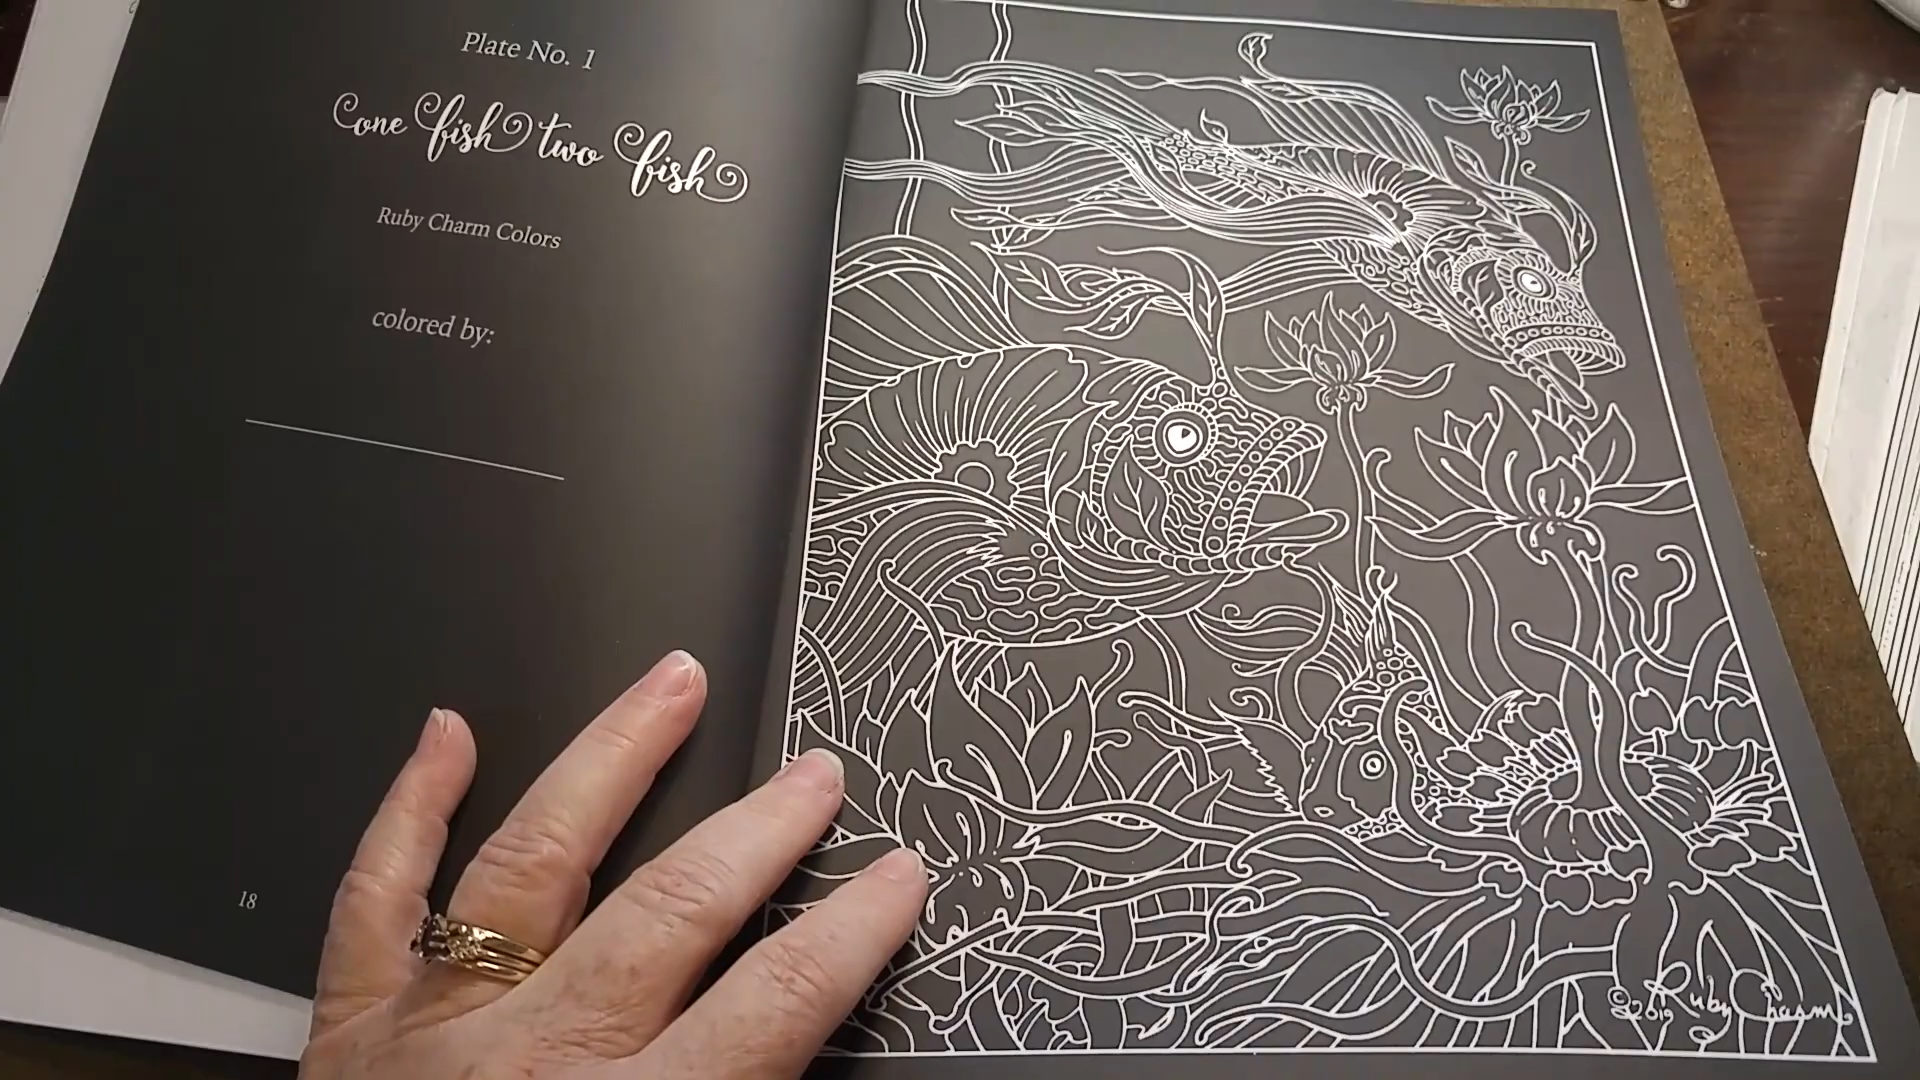 Plate No. 1
one fish two fish
Ruby Charm Colors
colored by:
18
©2019 Ruby Charm